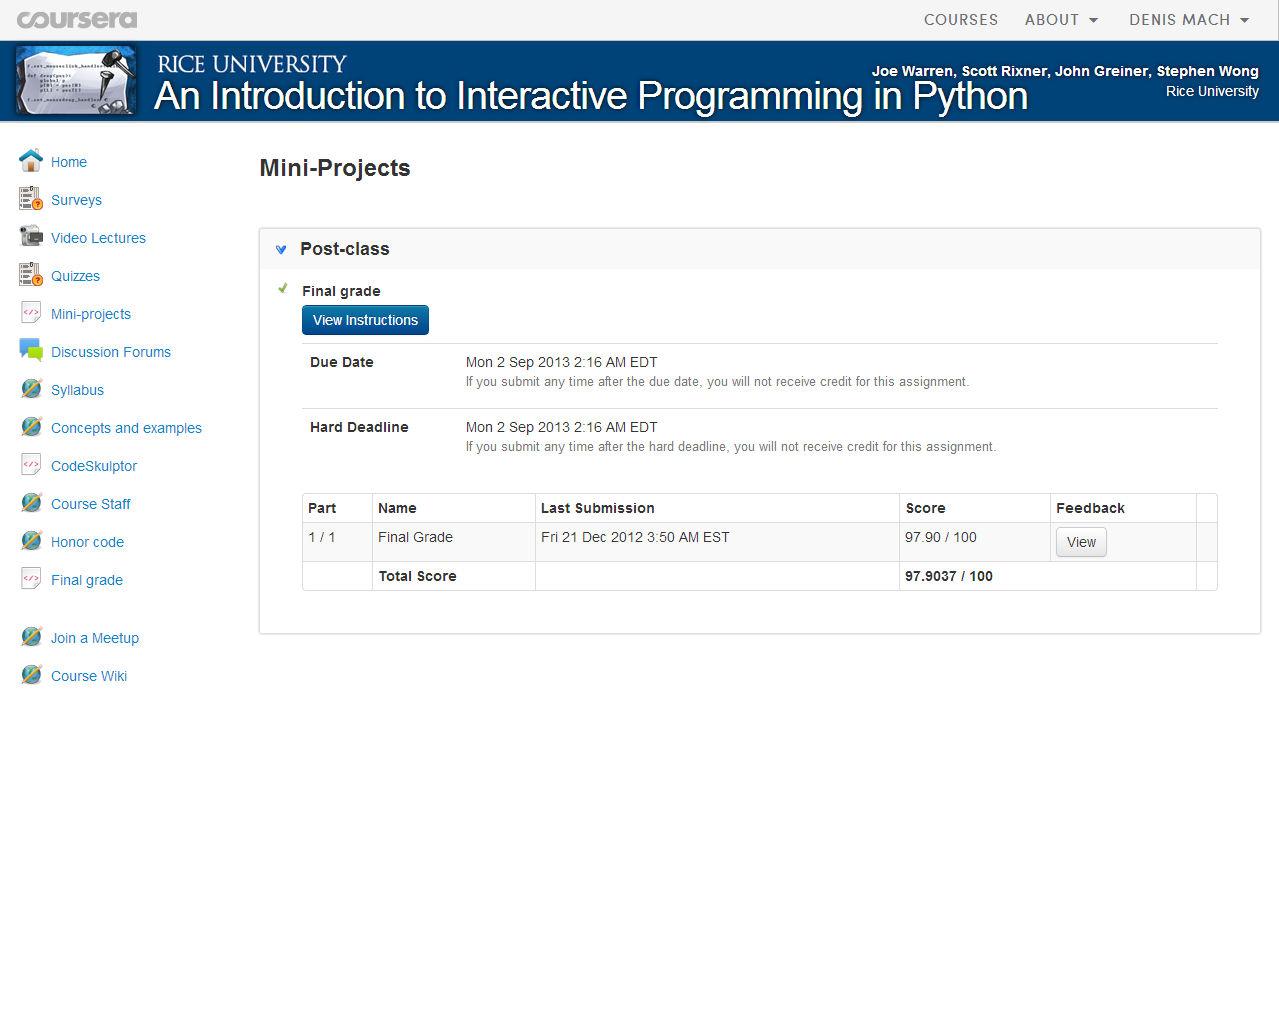 coursera
COURSES
ABOUT
DENIS MACH
RICE UNIVERSITY
An Introduction to Interactive Programming in Python
Joe Warren, Scott Rixner, John Greiner, Stephen Wong
Rice University
Home
Surveys
Video Lectures
Quizzes
Mini-projects
Discussion Forums
Syllabus
Concepts and examples
CodeSkulptor
Course Staff
Honor code
Final grade
Join a Meetup
Course Wiki
Mini-Projects
Post-class
Final grade
View Instructions
Due Date Mon 2 Sep 2013 2:16 AM EDT
If you submit any time after the due date, you will not receive credit for this assignment.
Hard Deadline Mon 2 Sep 2013 2:16 AM EDT
If you submit any time after the hard deadline, you will not receive credit for this assignment.
Part Name Last Submission Score Feedback
1 / 1 Final Grade Fri 21 Dec 2012 3:50 AM EST 97.90 / 100 View
Total Score 97.9037 / 100